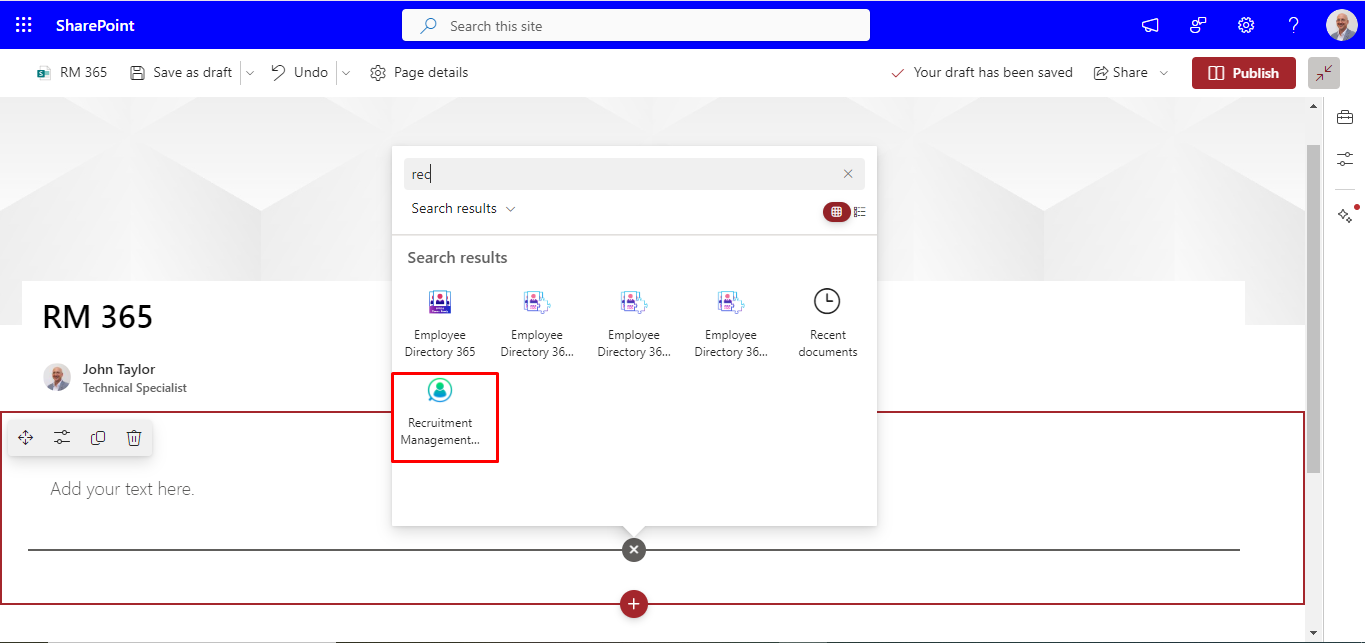 SharePoint
Search this site
RM 365
Save as draft
Undo
Page details
Your draft has been saved
Share
Publish
rec
Search results
Search results
Employee
Directory 365
Employee
Directory 36...
Employee
Directory 36...
Employee
Directory 36...
Recent
documents
Recruitment
Management...
RM 365
John Taylor
Technical Specialist
Add your text here.